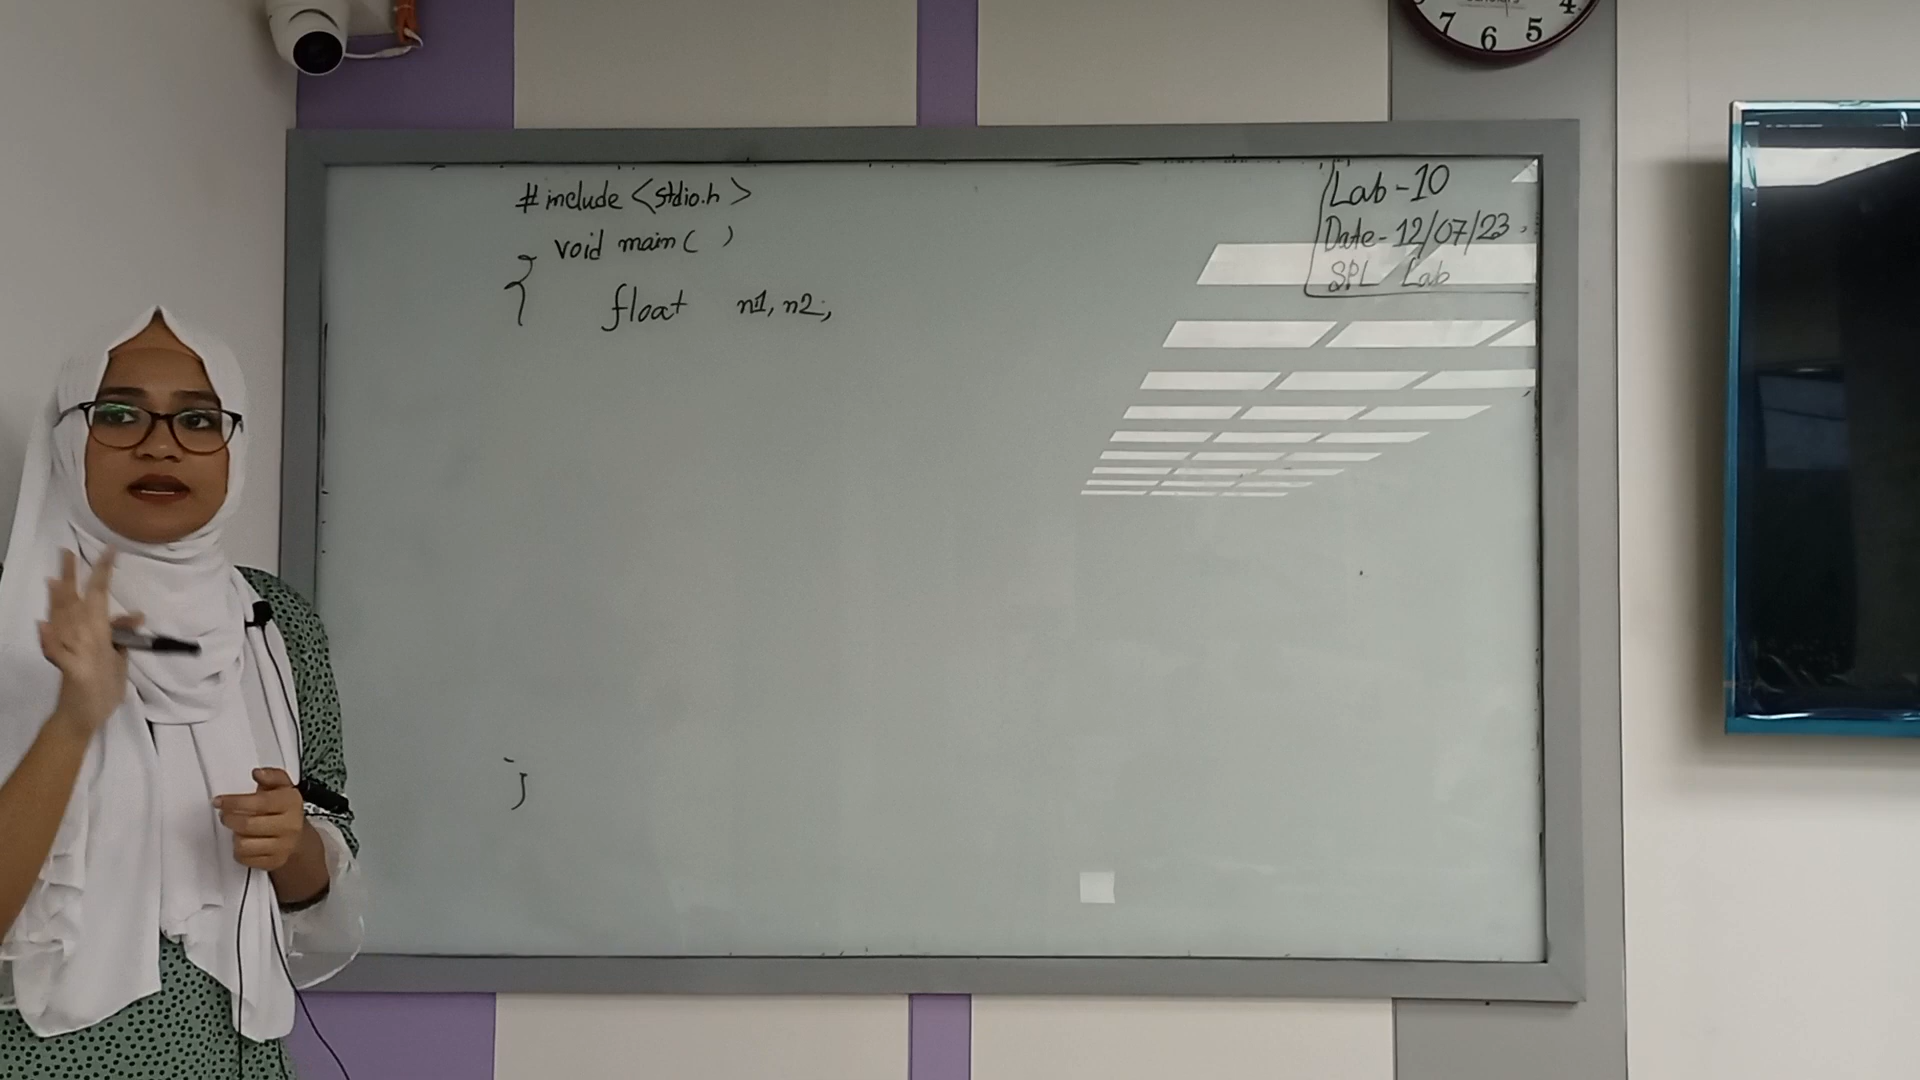 #include <stdio.h>
void main( )
{
float n1, n2;
}
Lab-10
Date-12/07/23
SPL Lab
7 6 5 4